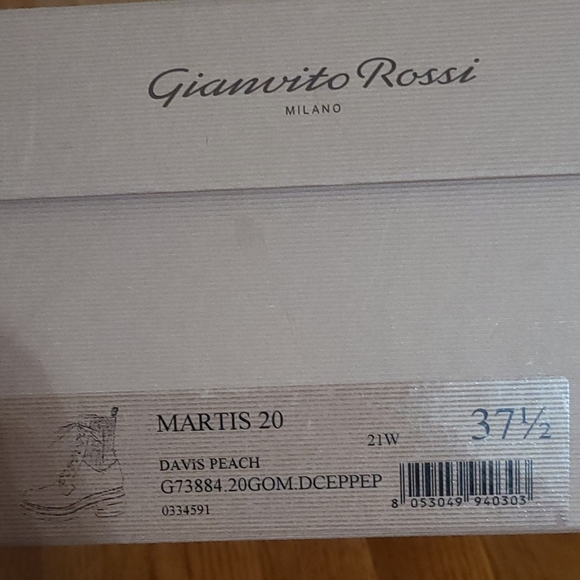 Gianvito Rossi
MILANO
MARTIS 20
21W
37½
DAVIS PEACH
G73884.20GOM.DCEPPEP
0334591
8 053049 940303